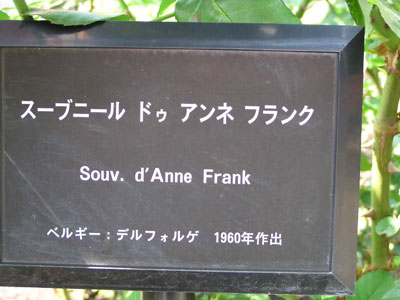 スーブニール ドゥ アンネ フランク
Souv. d'Anne Frank
ベルギー：デルフォルゲ 1960年作出